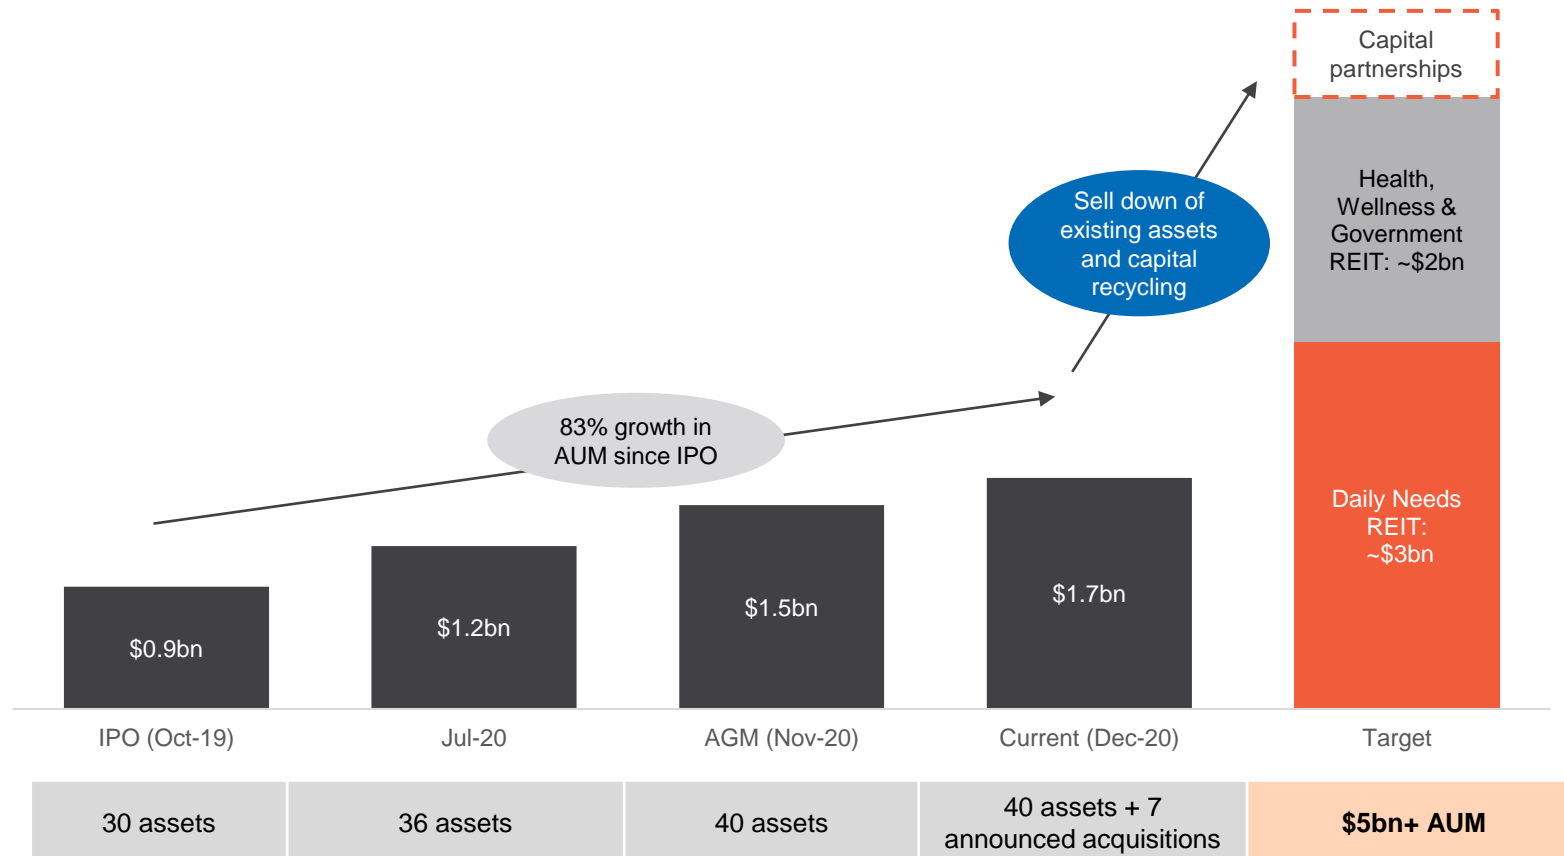 Capital
partnerships
Health,
Wellness &
Government
REIT: ~$2bn
Sell down of
existing assets
and capital
recycling
83% growth in
AUM since IPO
Daily Needs
REIT:
~$3bn
$0.9bn
$1.2bn
$1.5bn
$1.7bn
IPO (Oct-19)
Jul-20
AGM (Nov-20)
Current (Dec-20)
Target
30 assets
36 assets
40 assets
40 assets + 7
announced acquisitions
$5bn+ AUM